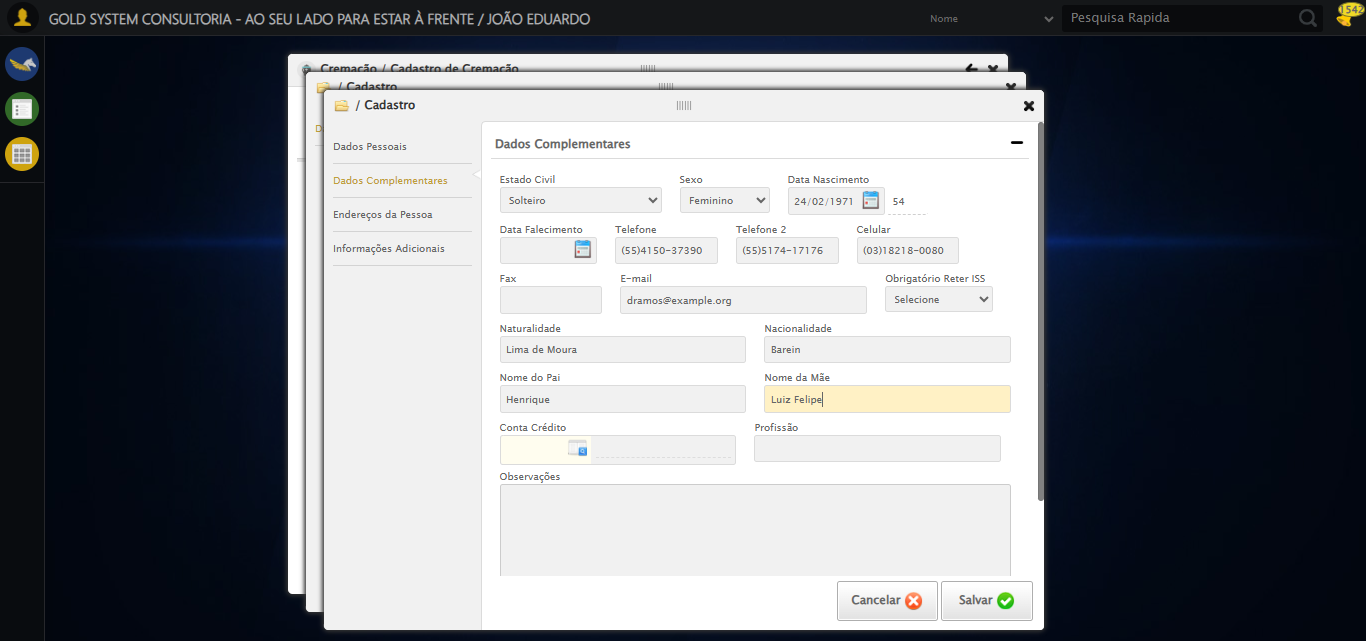 GOLD SYSTEM CONSULTORIA - AO SEU LADO PARA ESTAR À FRENTE / JOÃO EDUARDO
Nome
Pesquisa Rapida
1542
Cremação / Cadastro de Cremação
/ Cadastro
/ Cadastro
D
Dados Pessoais
Dados Complementares
Endereços da Pessoa
Informações Adicionais
Dados Complementares
Estado Civil Sexo Data Nascimento
Solteiro Feminino 24/02/1971 54
Data Falecimento Telefone Telefone 2 Celular
(55)4150-37390 (55)5174-17176 (03)18218-0080
Fax E-mail Obrigatório Reter ISS
dramos@example.org Selecione
Naturalidade Nacionalidade
Lima de Moura Barein
Nome do Pai Nome da Mãe
Henrique Luiz Felipe
Conta Crédito Profissão
Observações
Cancelar Salvar